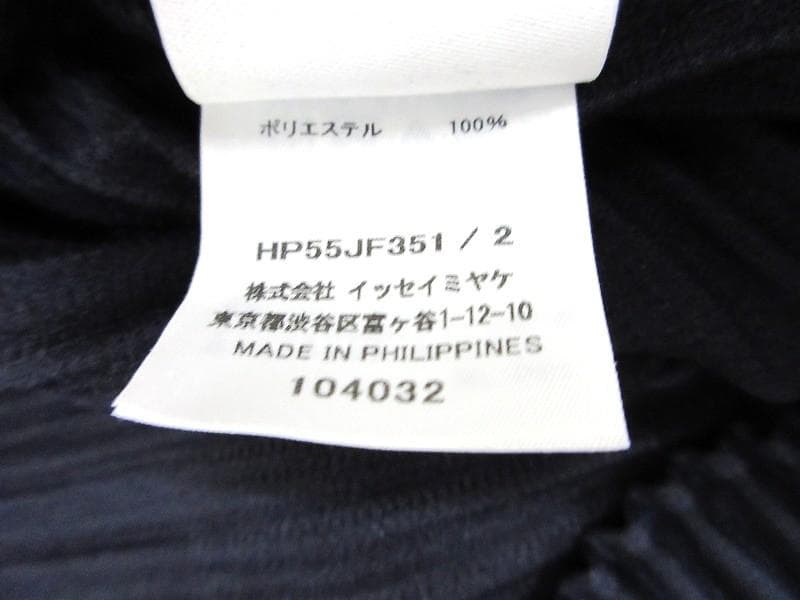 ポリエステル 100%
HP55JF351 / 2
株式会社 イッセイミヤケ
東京都渋谷区富ヶ谷1-12-10
MADE IN PHILIPPINES
104032